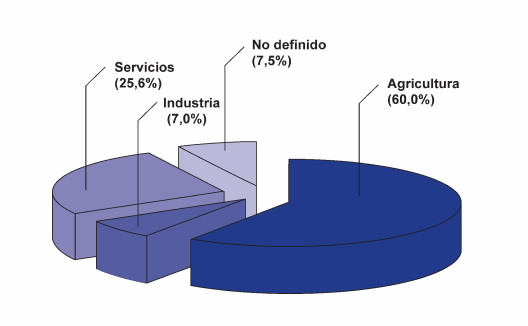 No definido
(7,5%)
Servicios
(25,6%)
Agricultura
(60,0%)
Industria
(7,0%)